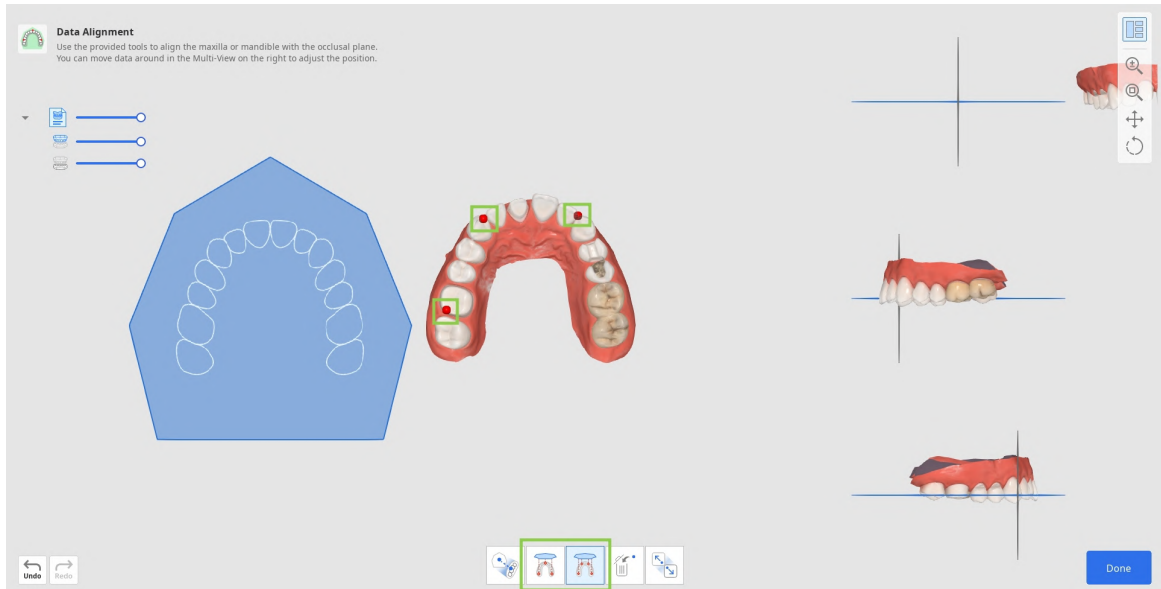 Data Alignment
Use the provided tools to align the maxilla or mandible with the occlusal plane.
You can move data around in the Multi-View on the right to adjust the position.
Undo
Redo
Done